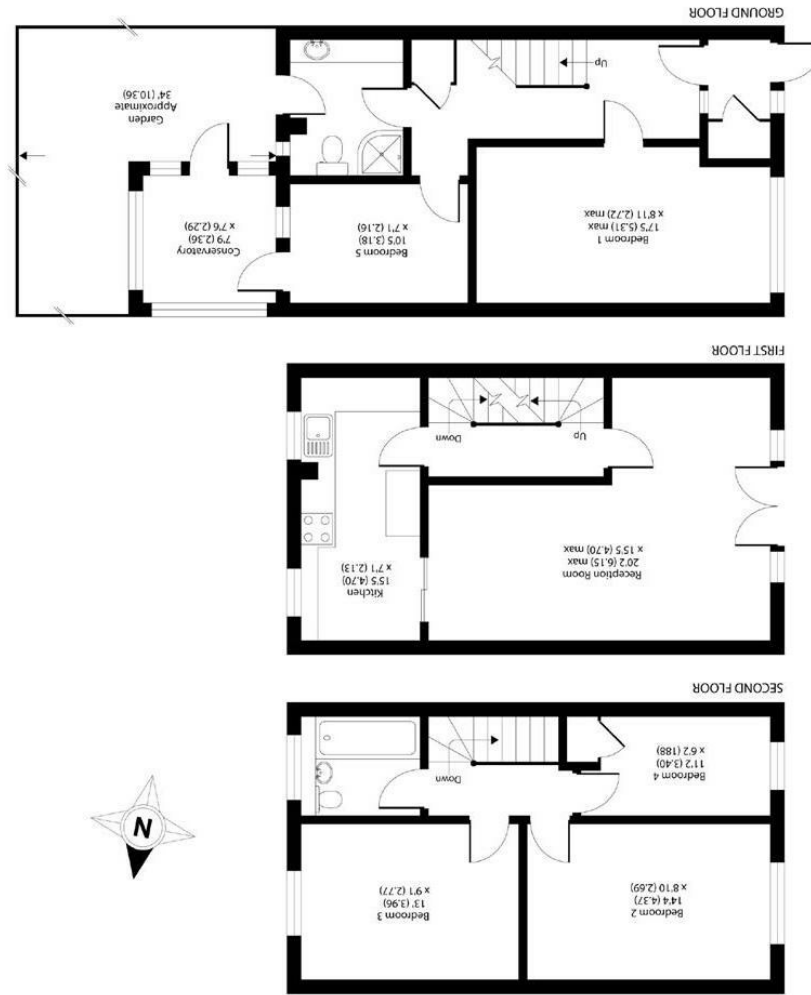 Bedroom 2
14'4 (4.37)
x 8'10 (2.69)
Bedroom 3
13' (3.96)
x 9'1 (2.77)
N
Bedroom 4
11'2 (3.40)
x 6'2 (188)
Down
SECOND FLOOR
Reception Room
20'2 (6.15) max
x 15'5 (4.70) max
Kitchen
15'5 (4.70)
x 7'1 (2.13)
Up
Down
FIRST FLOOR
Bedroom 1
17'5 (5.31) max
x 8'11 (2.72) max
Bedroom 5
10'5 (3.18)
x 7'1 (2.16)
Conservatory
7'9 (2.36)
x 7'6 (2.29)
Garden
Approximate
34' (10.36)
Up
GROUND FLOOR